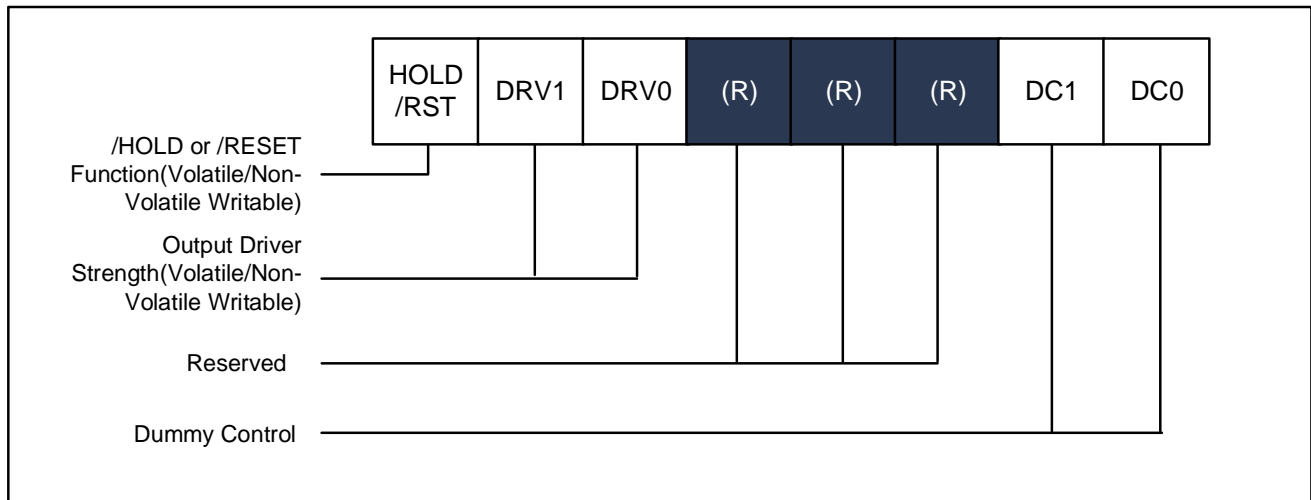 HOLD
/RST
DRV1
DRV0
(R)
(R)
(R)
DC1
DC0
/HOLD or /RESET
Function(Volatile/Non-
Volatile Writable)
Output Driver
Strength(Volatile/Non-
Volatile Writable)
Reserved
Dummy Control